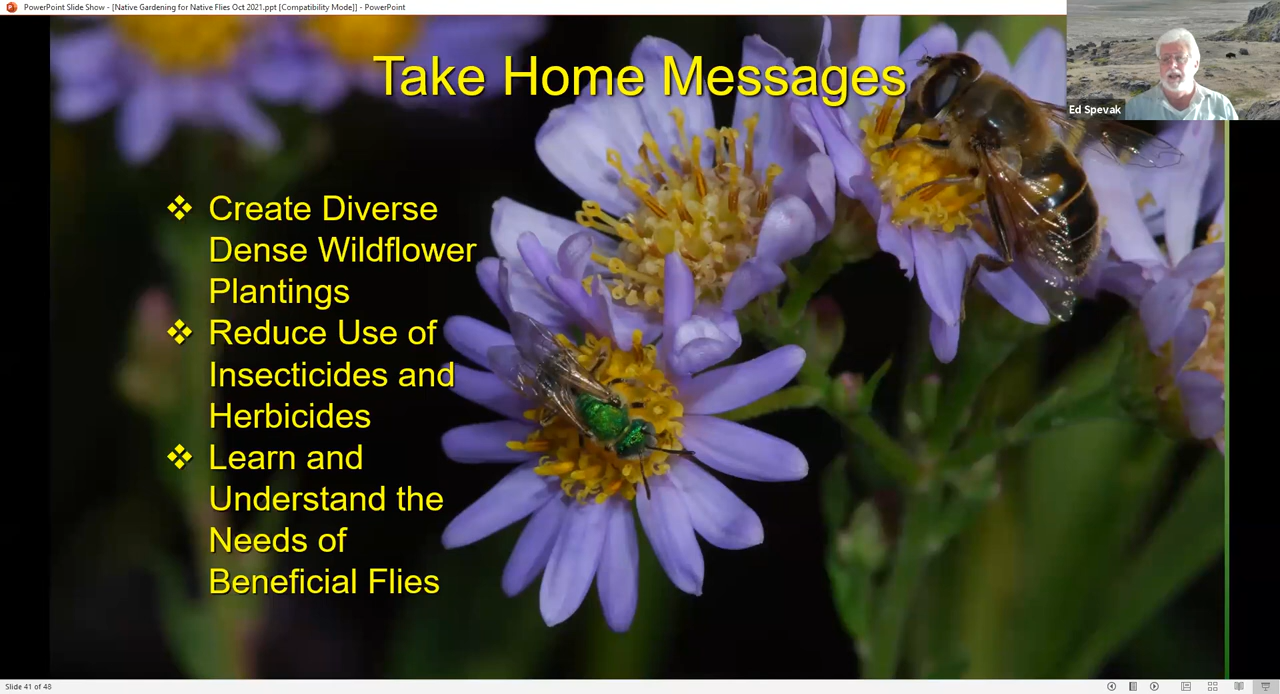 PowerPoint Slide Show - [Native Gardening for Native Flies Oct 2021.ppt [Compatibility Mode]] - PowerPoint
Take Home Messages
Ed Spevak
❖ Create Diverse
Dense Wildflower
Plantings
❖ Reduce Use of
Insecticides and
Herbicides
❖ Learn and
Understand the
Needs of
Beneficial Flies
Slide 41 of 48